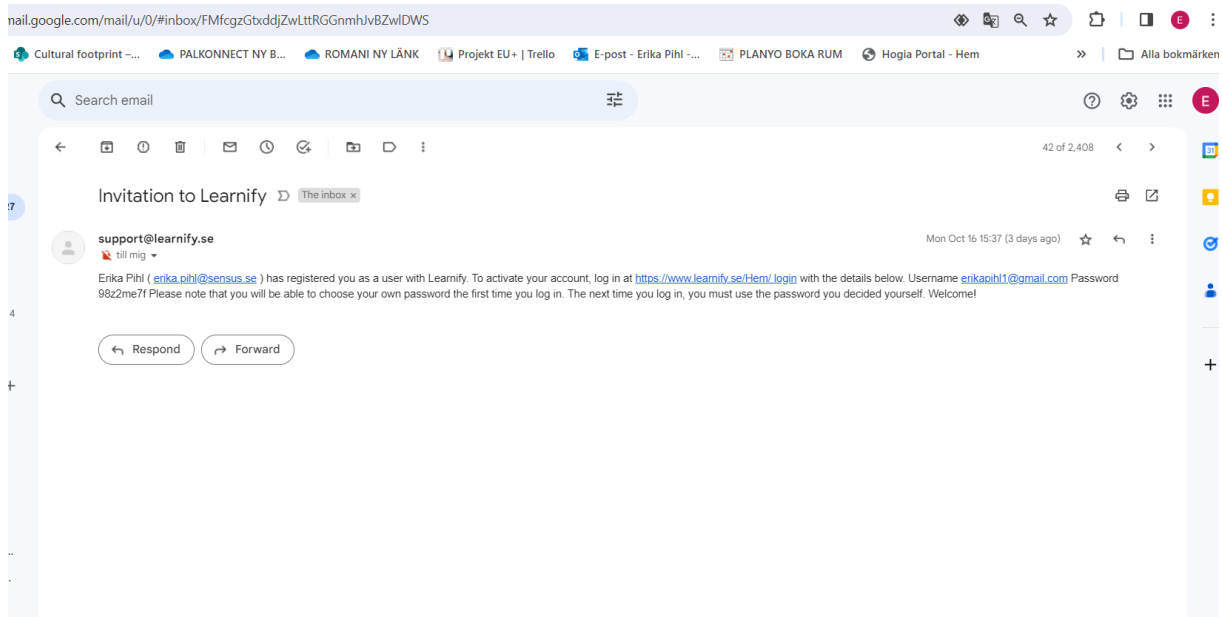 mail.google.com/mail/u/0/#inbox/FMfcgzGtxddjZwLttRGGnmhJvBZwlDWS
E
Cultural footprint –... PALKONNECT NY B... ROMANI NY LÄNK Projekt EU+ | Trello E-post - Erika Pihl -... PLANYO BOKA RUM Hogia Portal - Hem » Alla bokmärken
Search email
E
42 of 2,408
31
27
Invitation to Learnify The inbox ×
support@learnify.se Mon Oct 16 15:37 (3 days ago)
till mig
Erika Pihl ( erika.pihl@sensus.se ) has registered you as a user with Learnify. To activate your account, log in at https://www.learnify.se/Hem/ login with the details below. Username erikapihl1@gmail.com Password
98z2me7f Please note that you will be able to choose your own password the first time you log in. The next time you log in, you must use the password you decided yourself. Welcome!
4
Respond Forward